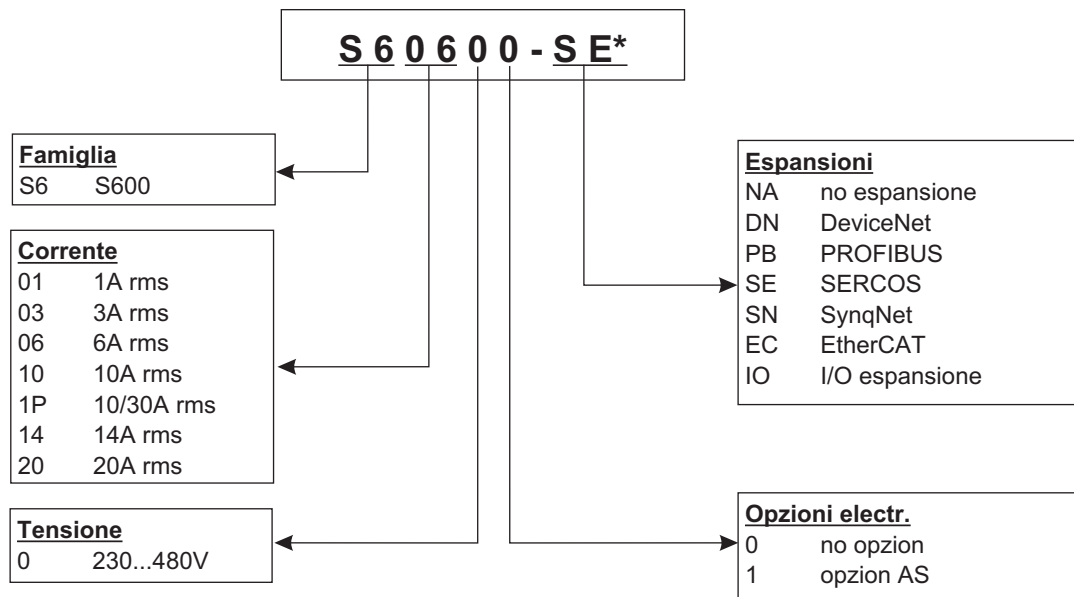 S 6 0 6 0 0 - S E*
Famiglia
S6 S600
Corrente
01 1A rms
03 3A rms
06 6A rms
10 10A rms
1P 10/30A rms
14 14A rms
20 20A rms
Tensione
0 230...480V
Espansioni
NA no espansione
DN DeviceNet
PB PROFIBUS
SE SERCOS
SN SynqNet
EC EtherCAT
IO I/O espansione
Opzioni electr.
0 no opzion
1 opzion AS